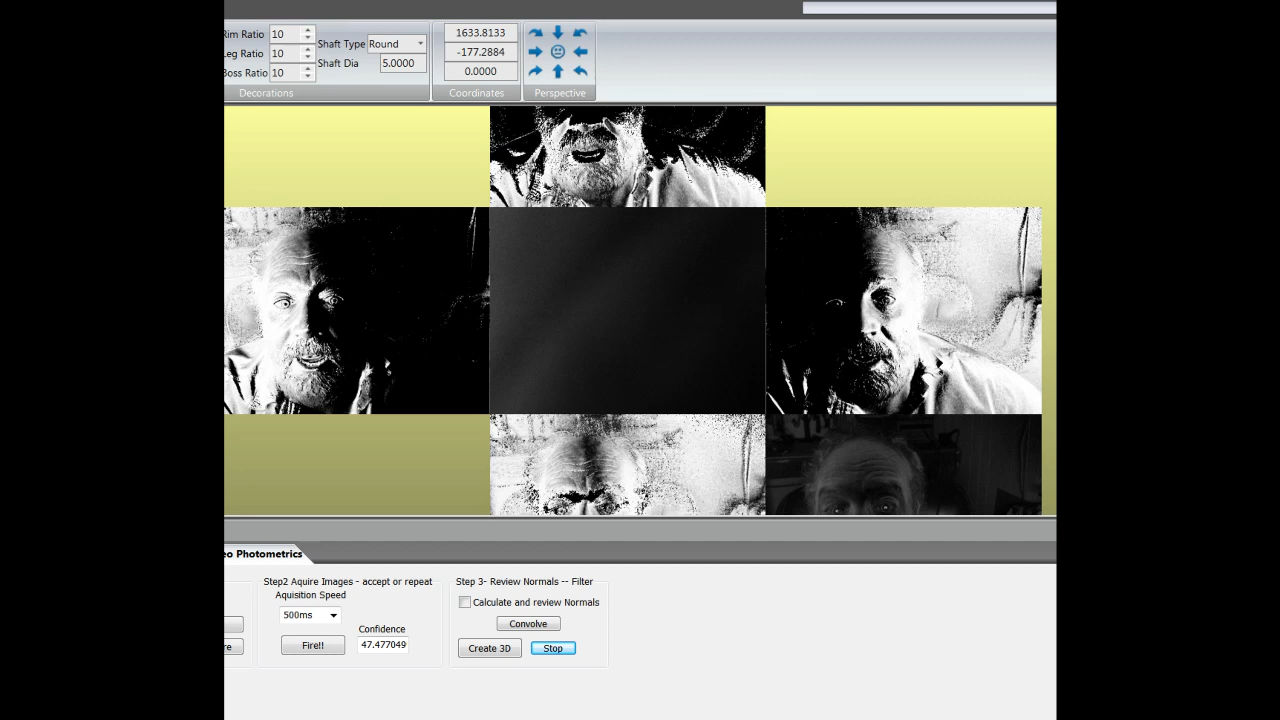 Rim Ratio 10
Leg Ratio 10
Boss Ratio 10
Shaft Type Round
Shaft Dia 5.0000
Decorations
1633.8133
-177.2884
0.0000
Coordinates
Perspective
eo Photometrics
Step2 Aquire Images - accept or repeat
Aquisition Speed
500ms
Confidence
Fire!! 47.477049
re
Step 3- Review Normals -- Filter
Calculate and review Normals
Convolve
Create 3D Stop